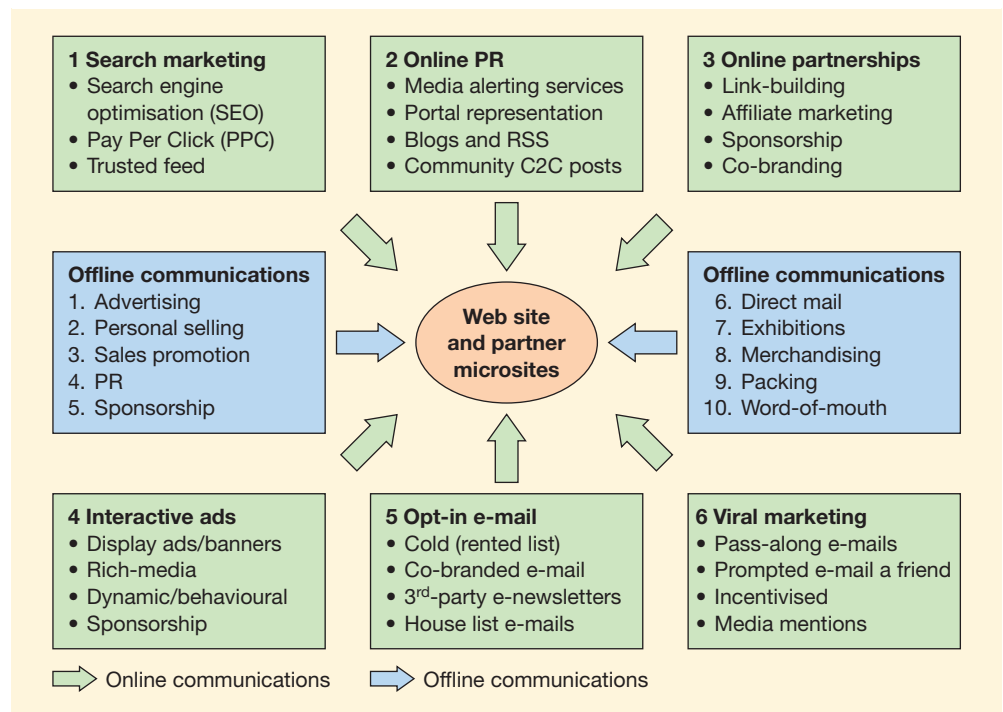 1 Search marketing
• Search engine
optimisation (SEO)
• Pay Per Click (PPC)
• Trusted feed
2 Online PR
• Media alerting services
• Portal representation
• Blogs and RSS
• Community C2C posts
3 Online partnerships
• Link-building
• Affiliate marketing
• Sponsorship
• Co-branding
Offline communications
1. Advertising
2. Personal selling
3. Sales promotion
4. PR
5. Sponsorship
Web site
and partner
microsites
Offline communications
6. Direct mail
7. Exhibitions
8. Merchandising
9. Packing
10. Word-of-mouth
4 Interactive ads
• Display ads/banners
• Rich-media
• Dynamic/behavioural
• Sponsorship
5 Opt-in e-mail
• Cold (rented list)
• Co-branded e-mail
• 3rd-party e-newsletters
• House list e-mails
6 Viral marketing
• Pass-along e-mails
• Prompted e-mail a friend
• Incentivised
• Media mentions
Online communications
Offline communications